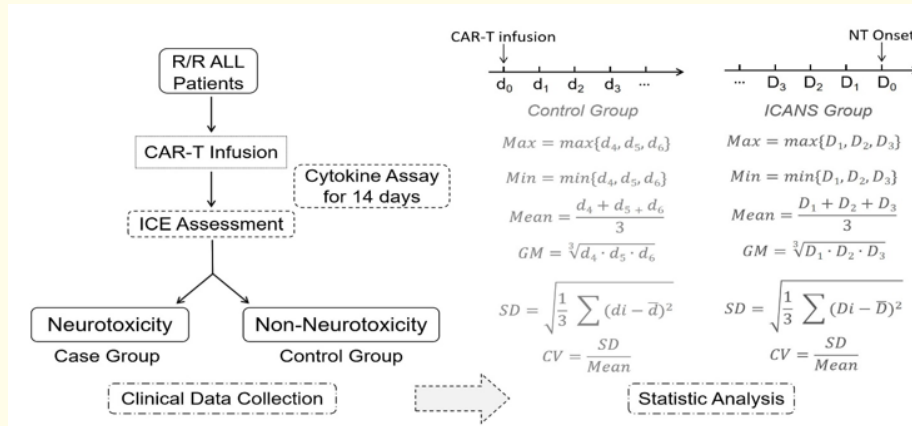 R/R ALL
Patients
CAR-T Infusion
Cytokine Assay
for 14 days
ICE Assessment
Neurotoxicity
Non-Neurotoxicity
Case Group
Control Group
Clinical Data Collection
CAR-T infusion
d₀ d₁ d₂ d₃ ...
Control Group
Max = max{d₄, d₅, d₆}
Min = min{d₄, d₅, d₆}
Mean = (d₄ + d₅ + d₆) / 3
GM = ∛(d₄ · d₅ · d₆)
SD = √(1/3 ∑ (di − d̅)²)
CV = SD / Mean
NT Onset
... D₃ D₂ D₁ D₀
ICANS Group
Max = max{D₁, D₂, D₃}
Min = min{D₁, D₂, D₃}
Mean = (D₁ + D₂ + D₃) / 3
GM = ∛(D₁ · D₂ · D₃)
SD = √(1/3 ∑ (Di − D̅)²)
CV = SD / Mean
Statistic Analysis